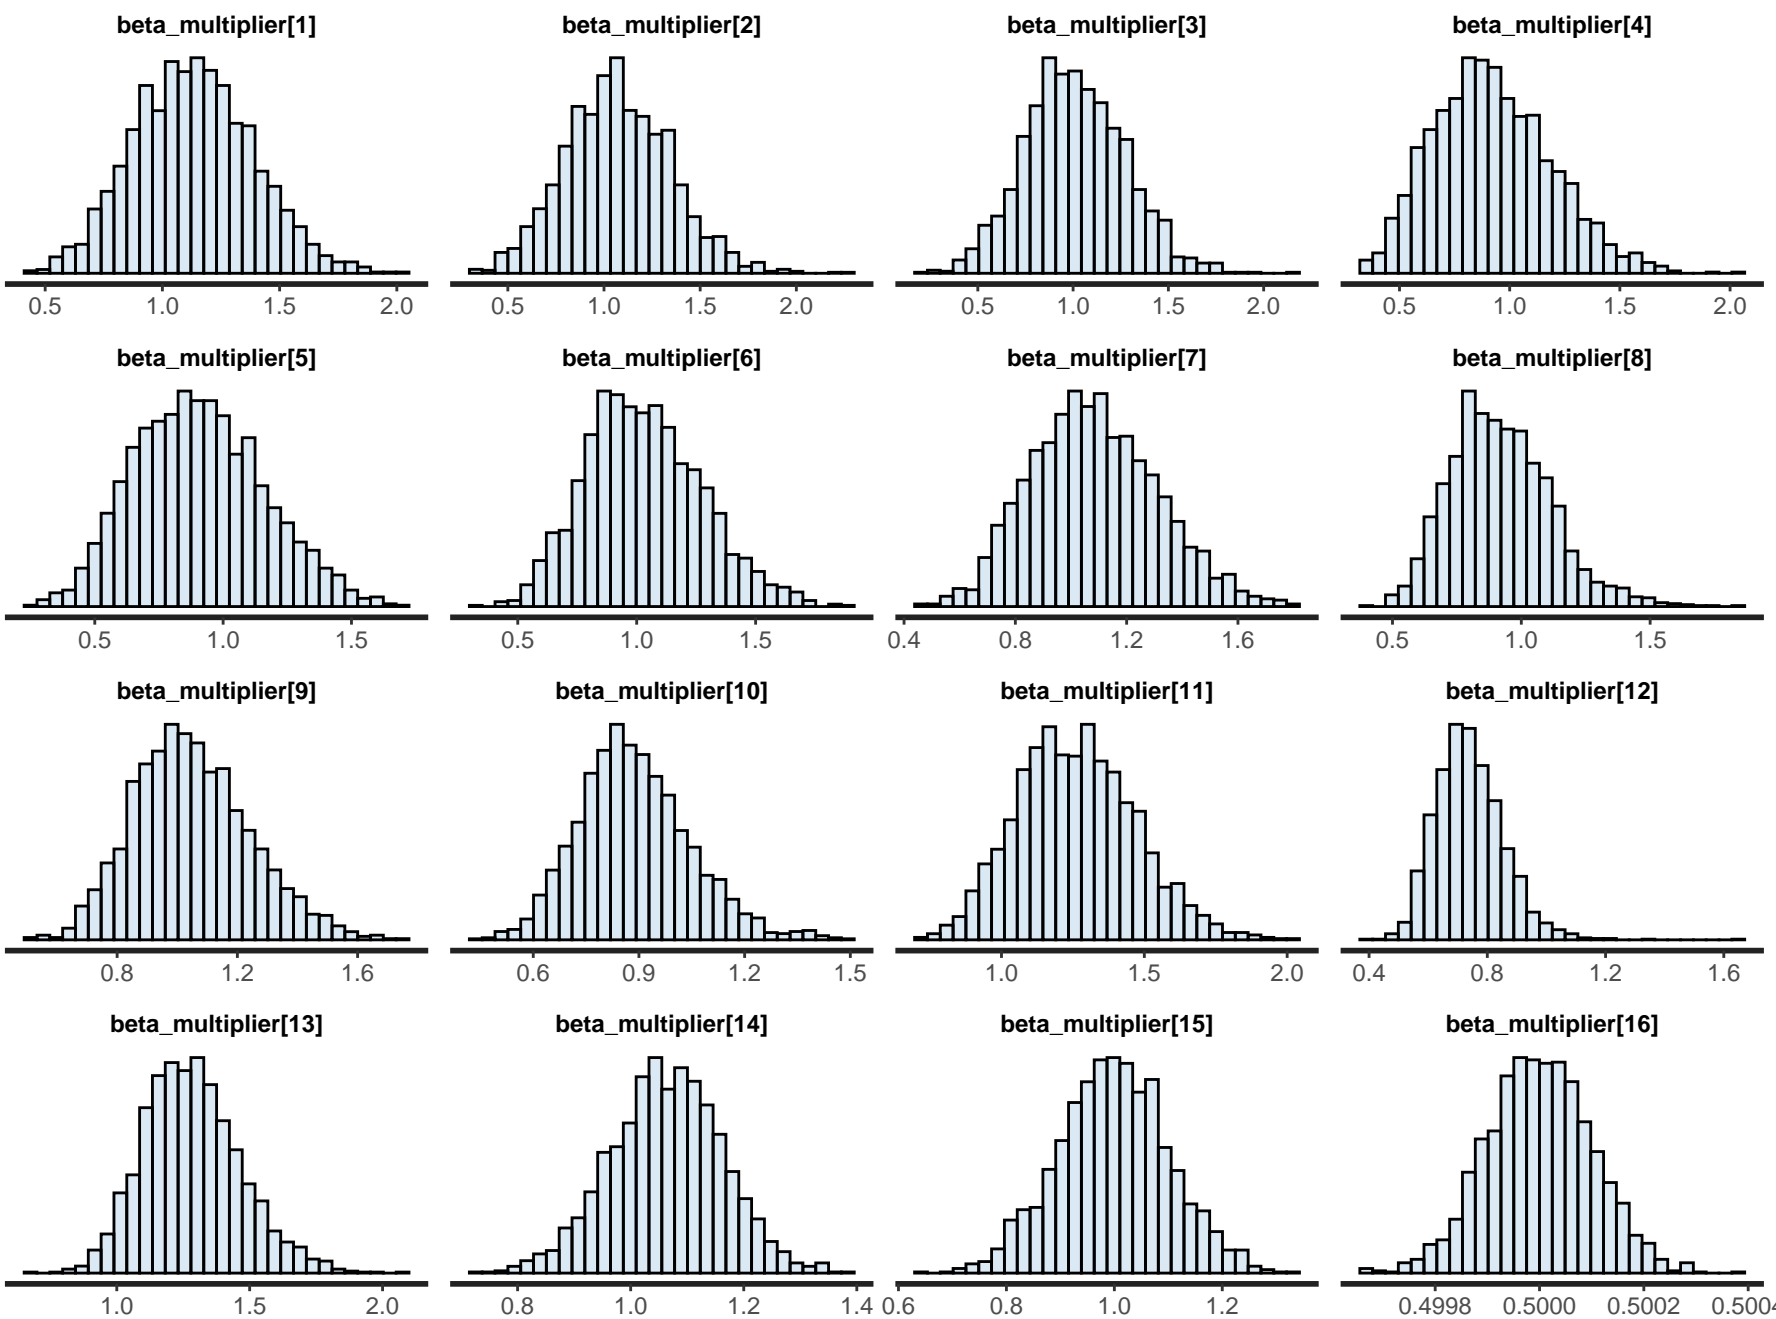 beta_multiplier[1] beta_multiplier[2] beta_multiplier[3] beta_multiplier[4]
0.5 1.0 1.5 2.0 0.5 1.0 1.5 2.0 0.5 1.0 1.5 2.0 0.5 1.0 1.5 2.0
beta_multiplier[5] beta_multiplier[6] beta_multiplier[7] beta_multiplier[8]
0.5 1.0 1.5 0.5 1.0 1.5 0.4 0.8 1.2 1.6 0.5 1.0 1.5
beta_multiplier[9] beta_multiplier[10] beta_multiplier[11] beta_multiplier[12]
0.8 1.2 1.6 0.6 0.9 1.2 1.5 1.0 1.5 2.0 0.4 0.8 1.2 1.6
beta_multiplier[13] beta_multiplier[14] beta_multiplier[15] beta_multiplier[16]
1.0 1.5 2.0 0.8 1.0 1.2 1.4 0.6 0.8 1.0 1.2 0.4998 0.5000 0.5002 0.5004